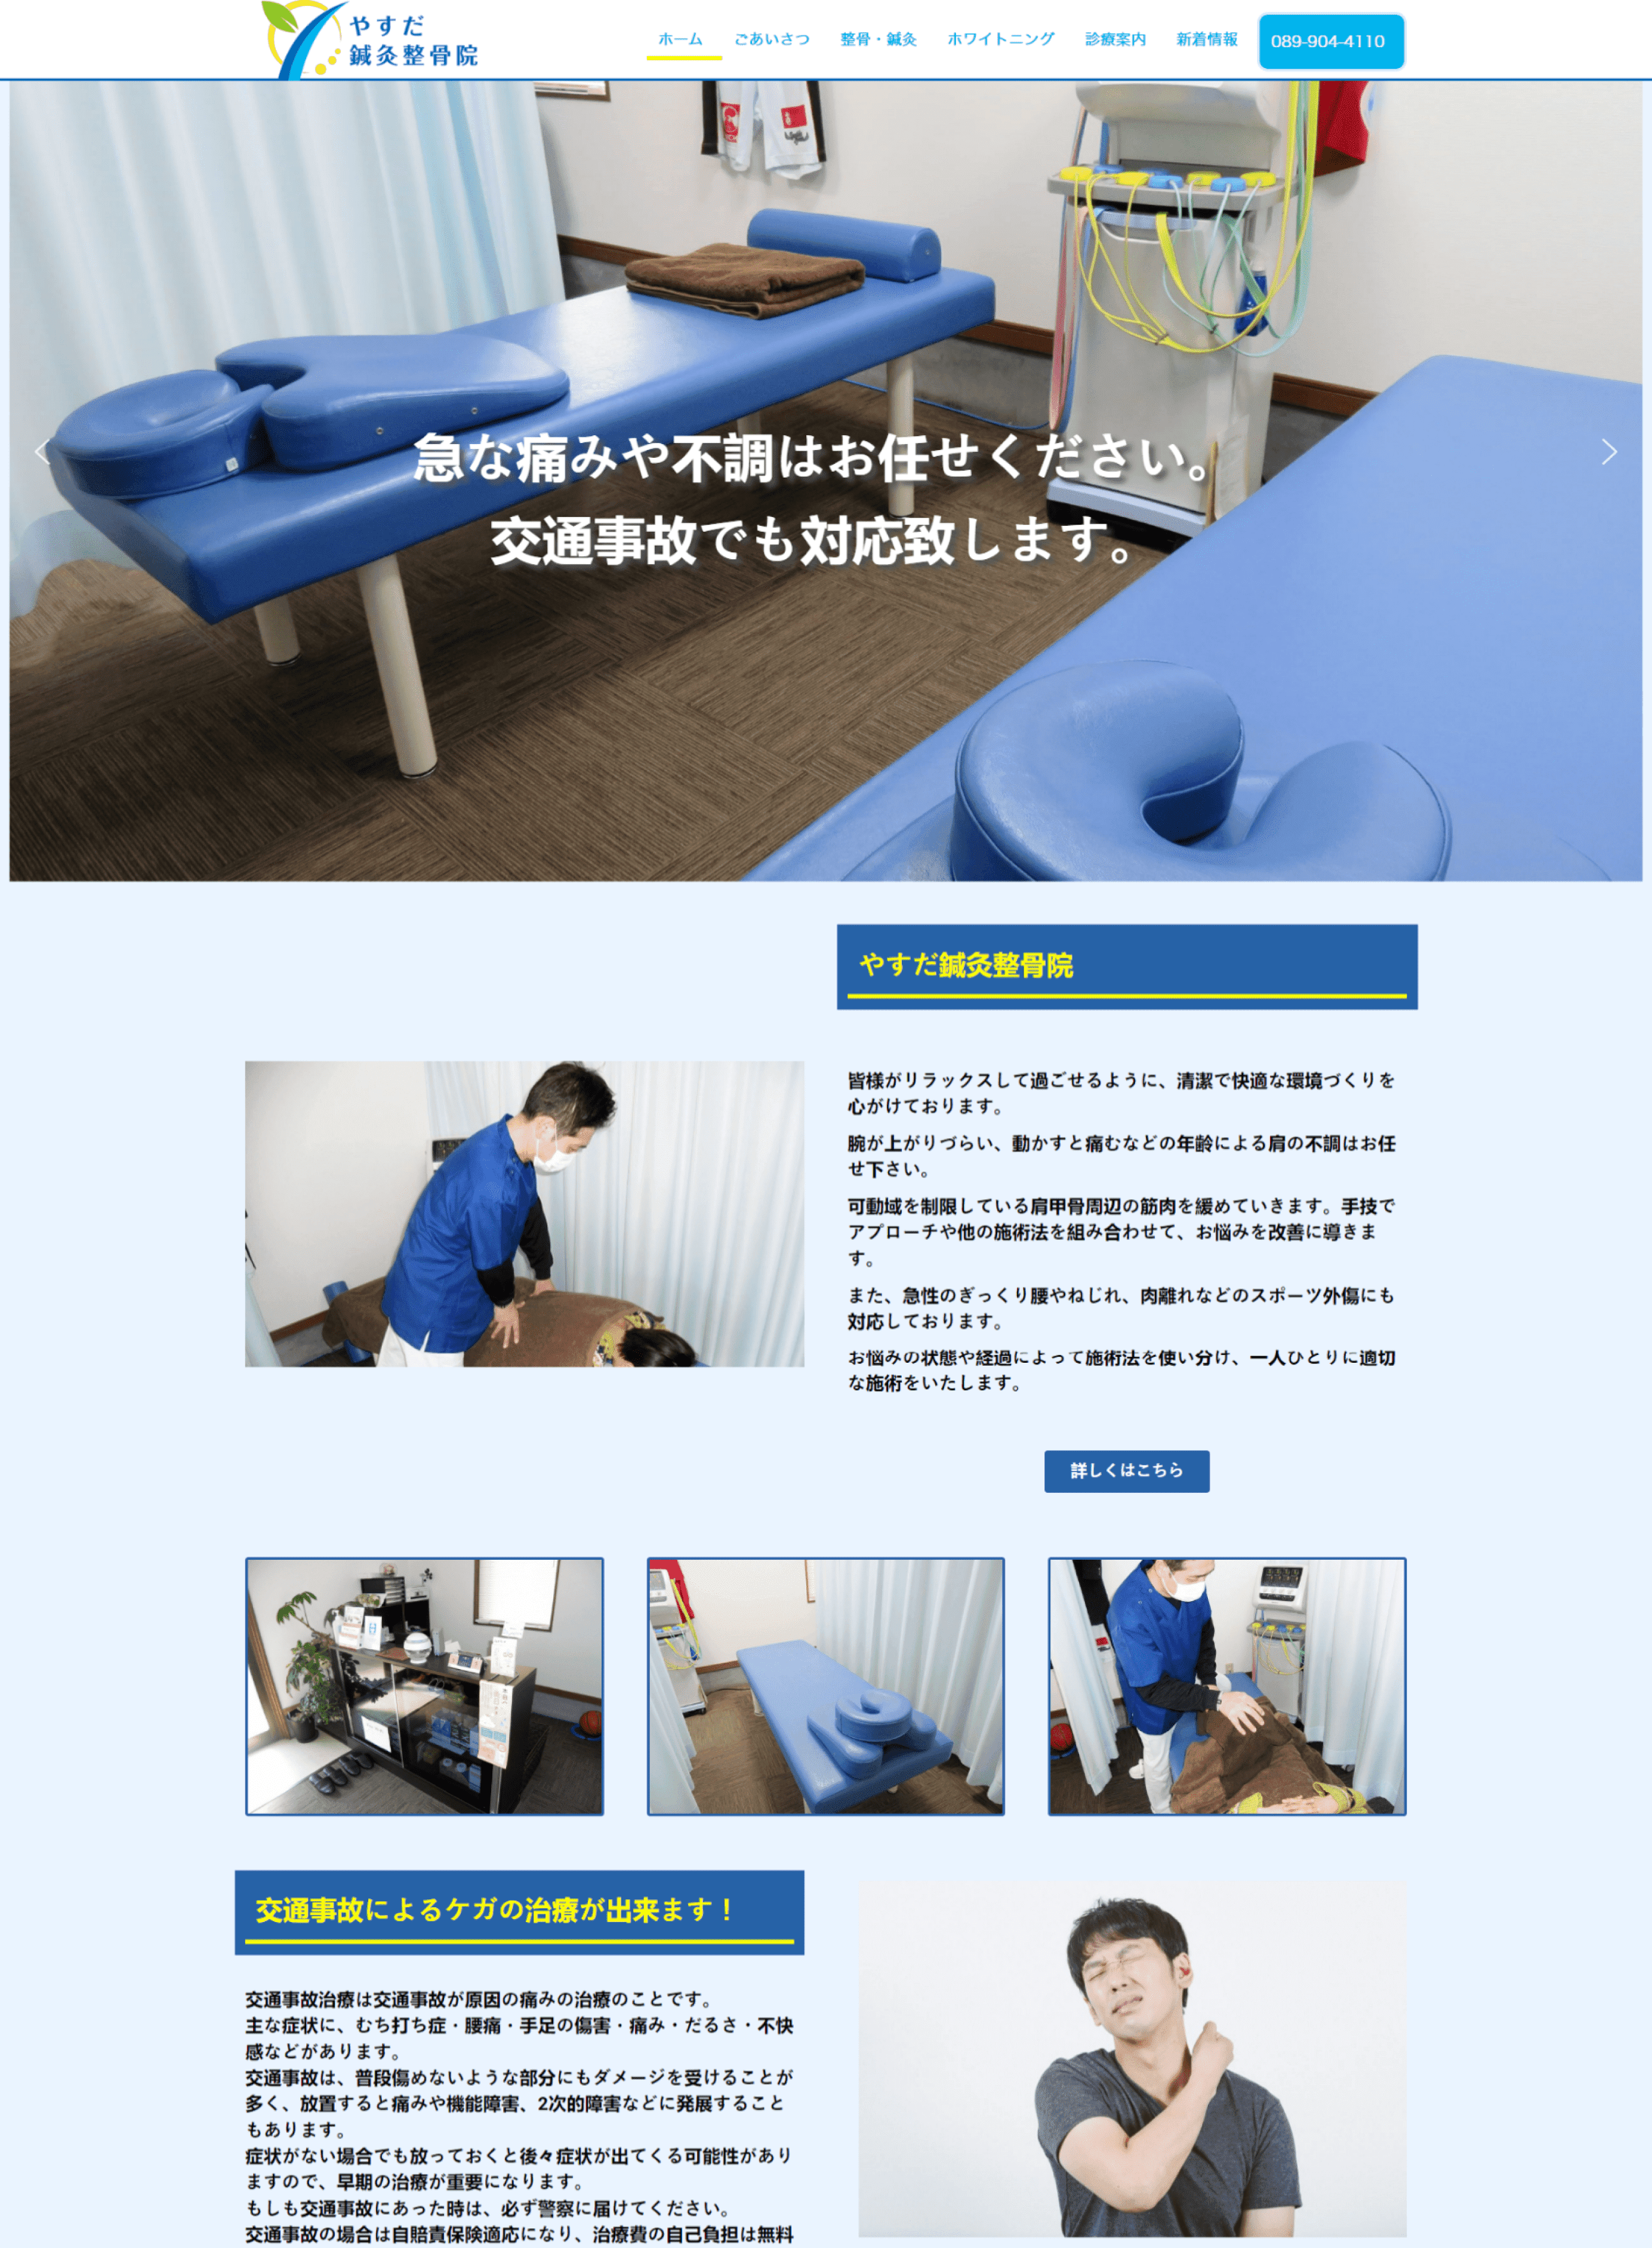 やすだ
鍼灸整骨院
ホーム
ごあいさつ
整骨・鍼灸
ホワイトニング
診療案内
新着情報
089-904-4110
急な痛みや不調はお任せください。
交通事故でも対応致します。
やすだ鍼灸整骨院
皆様がリラックスして過ごせるように、清潔で快適な環境づくりを
心がけております。
腕が上がりづらい、動かすと痛むなどの年齢による肩の不調はお任
せ下さい。
可動域を制限している肩甲骨周辺の筋肉を緩めていきます。手技で
アプローチや他の施術法を組み合わせて、お悩みを改善に導きま
す。
また、急性のぎっくり腰やねじれ、肉離れなどのスポーツ外傷にも
対応しております。
お悩みの状態や経過によって施術法を使い分け、一人ひとりに適切
な施術をいたします。
詳しくはこちら
交通事故によるケガの治療が出来ます！
交通事故治療は交通事故が原因の痛みの治療のことです。
主な症状に、むち打ち症・腰痛・手足の傷害・痛み・だるさ・不快
感などがあります。
交通事故は、普段傷めないような部分にもダメージを受けることが
多く、放置すると痛みや機能障害、2次的障害などに発展すること
もあります。
症状がない場合でも放っておくと後々症状が出てくる可能性があり
ますので、早期の治療が重要になります。
もしも交通事故にあった時は、必ず警察に届けてください。
交通事故の場合は自賠責保険適応になり、治療費の自己負担は無料